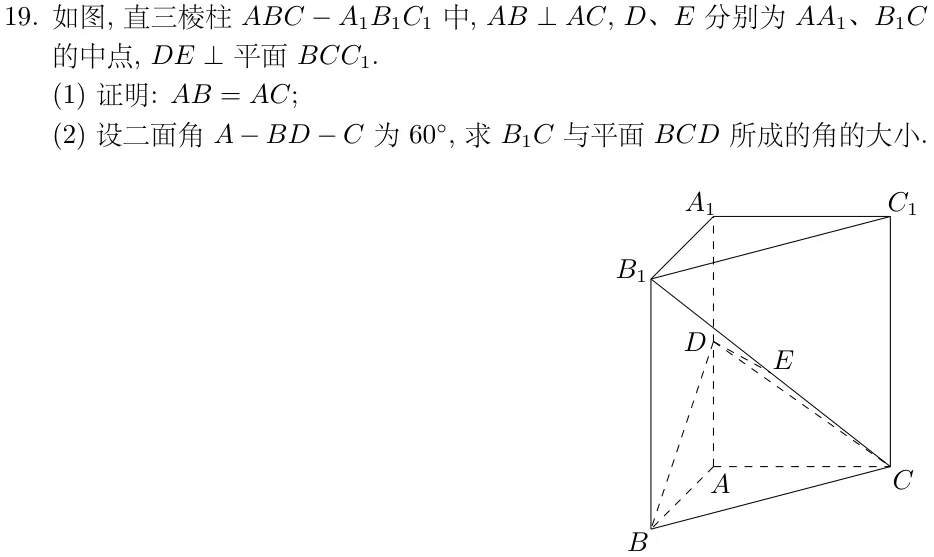 19. 如图, 直三棱柱 ABC − A₁B₁C₁ 中, AB ⊥ AC, D、E 分别为 AA₁、B₁C
的中点, DE ⊥ 平面 BCC₁.
(1) 证明: AB = AC;
(2) 设二面角 A − BD − C 为 60°, 求 B₁C 与平面 BCD 所成的角的大小.
A₁
C₁
B₁
D
E
A
C
B